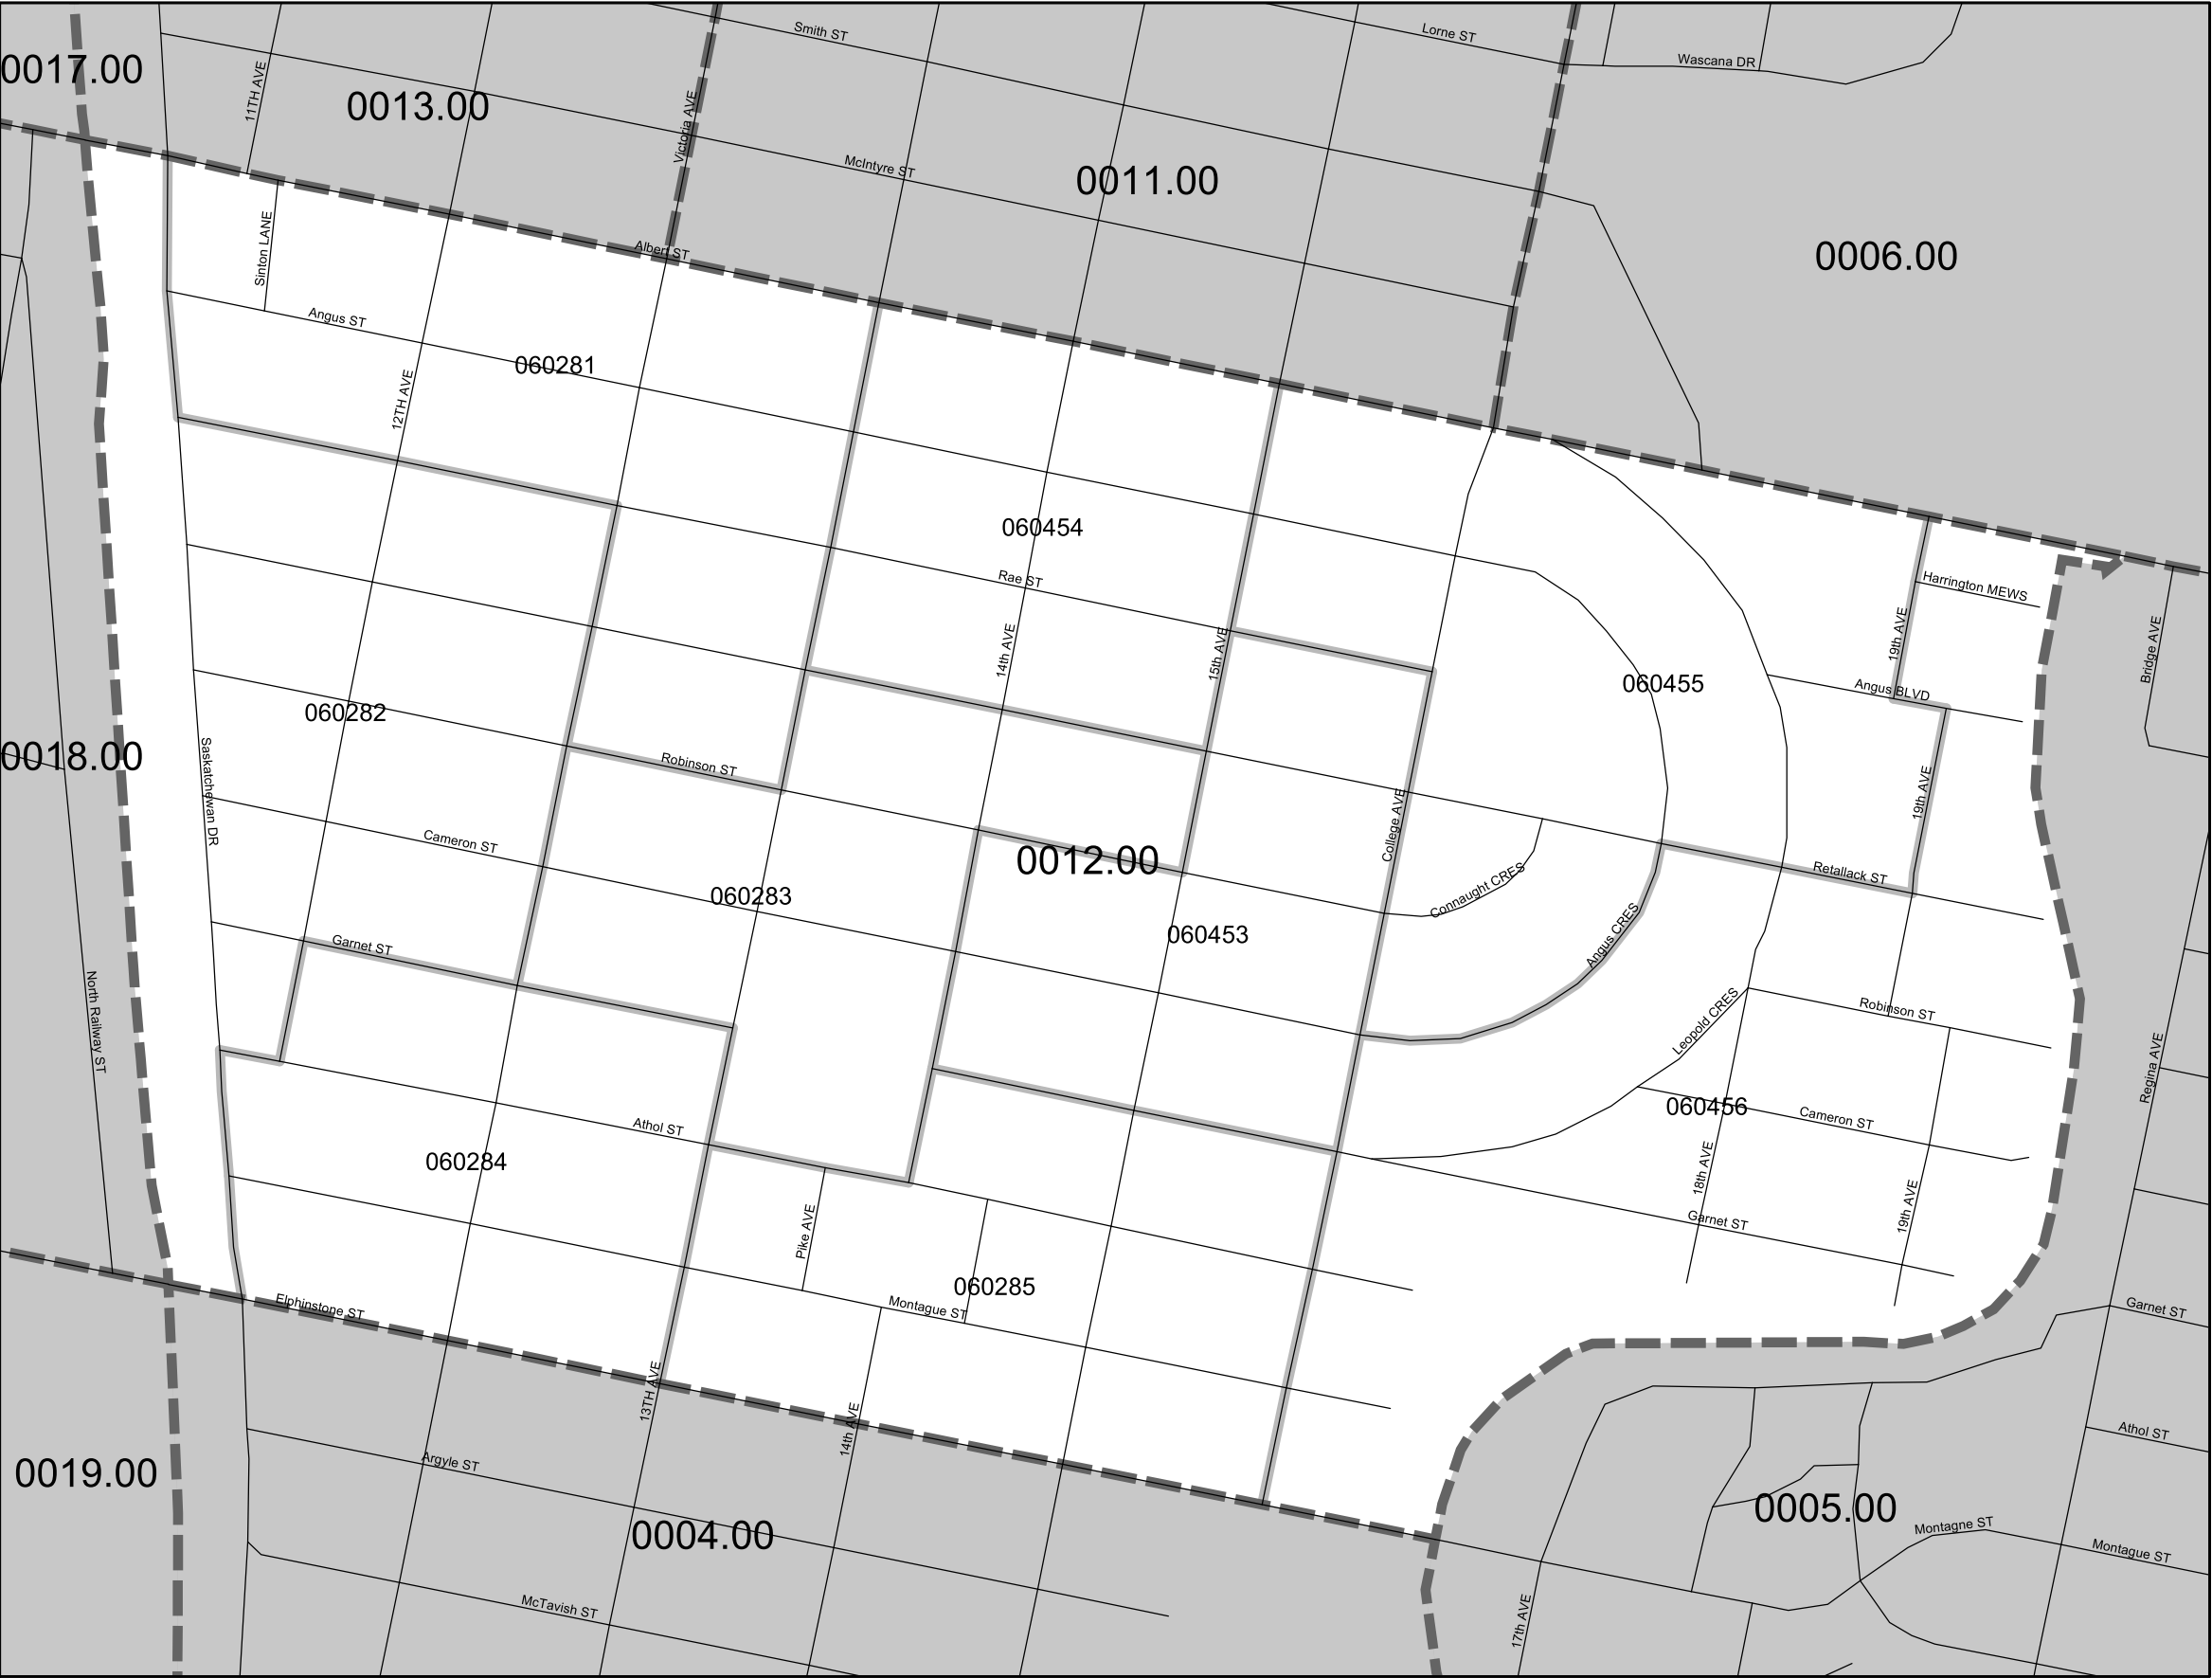 Smith ST
Lorne ST
Wascana DR
0017.00
11TH AVE
0013.00
Victoria AVE
McIntyre ST
0011.00
Sinton LANE
Albert ST
0006.00
Angus ST
060281
12TH AVE
060454
Rae ST
Harrington MEWS
19th AVE
Bridge AVE
14th AVE
15th AVE
060455
Angus BLVD
060282
0018.00
Saskatchewan DR
Robinson ST
19th AVE
Cameron ST
College AVE
0012.00
Retallack ST
060283
Connaught CRES
060453
Angus CRES
Garnet ST
North Railway ST
Leopold CRES
Robinson ST
Regina AVE
060456
Cameron ST
Athol ST
060284
18th AVE
19th AVE
Pike AVE
Garnet ST
060285
Elphinstone ST
Montague ST
Garnet ST
13TH AVE
14th AVE
Athol ST
Argyle ST
0019.00
0005.00
0004.00
Montagne ST
Montague ST
McTavish ST
17th AVE